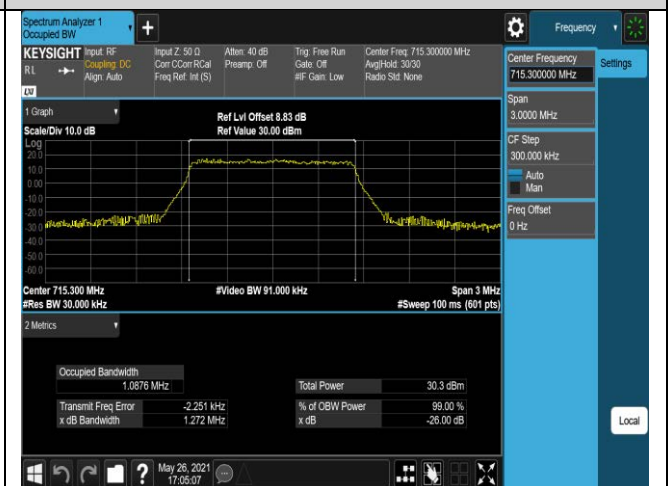 Spectrum Analyzer 1
Occupied BW
Frequency
KEYSIGHT
RL
LXI
Input: RF
Coupling: DC
Align: Auto
Input Z: 50 Ω
Corr CCorr RCal
Freq Ref: Int (S)
Atten: 40 dB
Preamp: Off
Trig: Free Run
Gate: Off
#IF Gain: Low
Center Freq: 715.300000 MHz
Avg|Hold: 30/30
Radio Std: None
Center Frequency
715.300000 MHz
Settings
Span
3.0000 MHz
CF Step
300.000 kHz
Auto
Man
Freq Offset
0 Hz
1 Graph
Scale/Div 10.0 dB
Ref Lvl Offset 8.83 dB
Ref Value 30.00 dBm
Log
20.0
10.0
0.00
-10.0
-20.0
-30.0
-40.0
-50.0
-60.0
Center 715.300 MHz
#Res BW 30.000 kHz
#Video BW 91.000 kHz
Span 3 MHz
#Sweep 100 ms (601 pts)
2 Metrics
Occupied Bandwidth
1.0876 MHz
Transmit Freq Error -2.251 kHz
x dB Bandwidth 1.272 MHz
Total Power 30.3 dBm
% of OBW Power 99.00 %
x dB -26.00 dB
Local
May 26, 2021
17:05:07